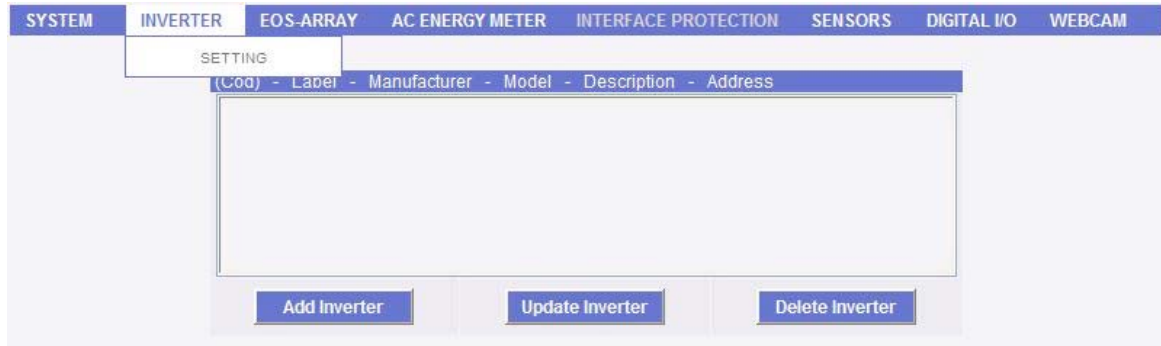 SYSTEM INVERTER EOS-ARRAY AC ENERGY METER INTERFACE PROTECTION SENSORS DIGITAL I/O WEBCAM
SETTING
(Cod) - Label - Manufacturer - Model - Description - Address
Add Inverter Update Inverter Delete Inverter